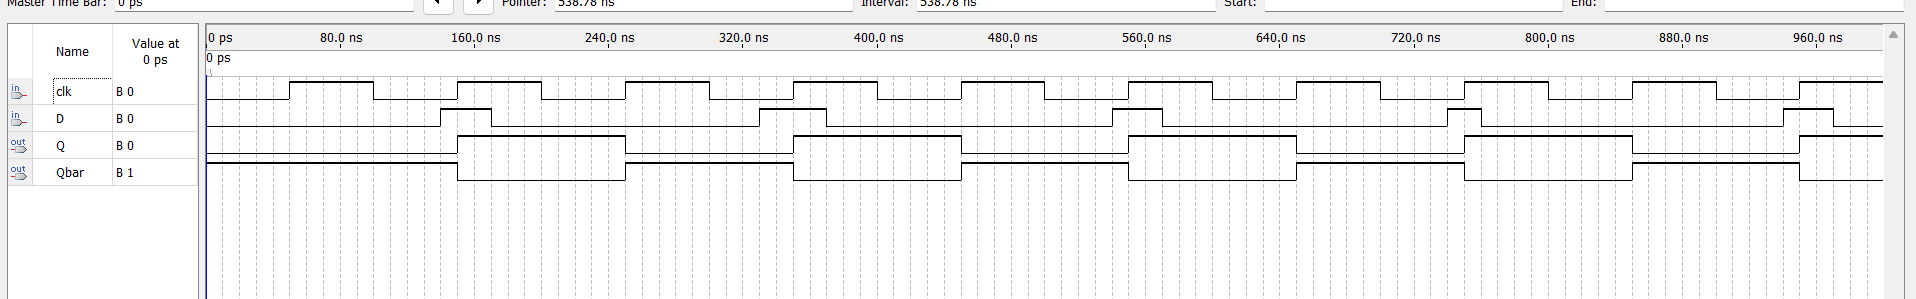 Master Time Bar: 0 ps Pointer: 538.78 ns Interval: 538.78 ns Start: End:
Name Value at 0 ps
0 ps 80.0 ns 160.0 ns 240.0 ns 320.0 ns 400.0 ns 480.0 ns 560.0 ns 640.0 ns 720.0 ns 800.0 ns 880.0 ns 960.0 ns
0 ps
in clk B 0
in D B 0
out Q B 0
out Qbar B 1